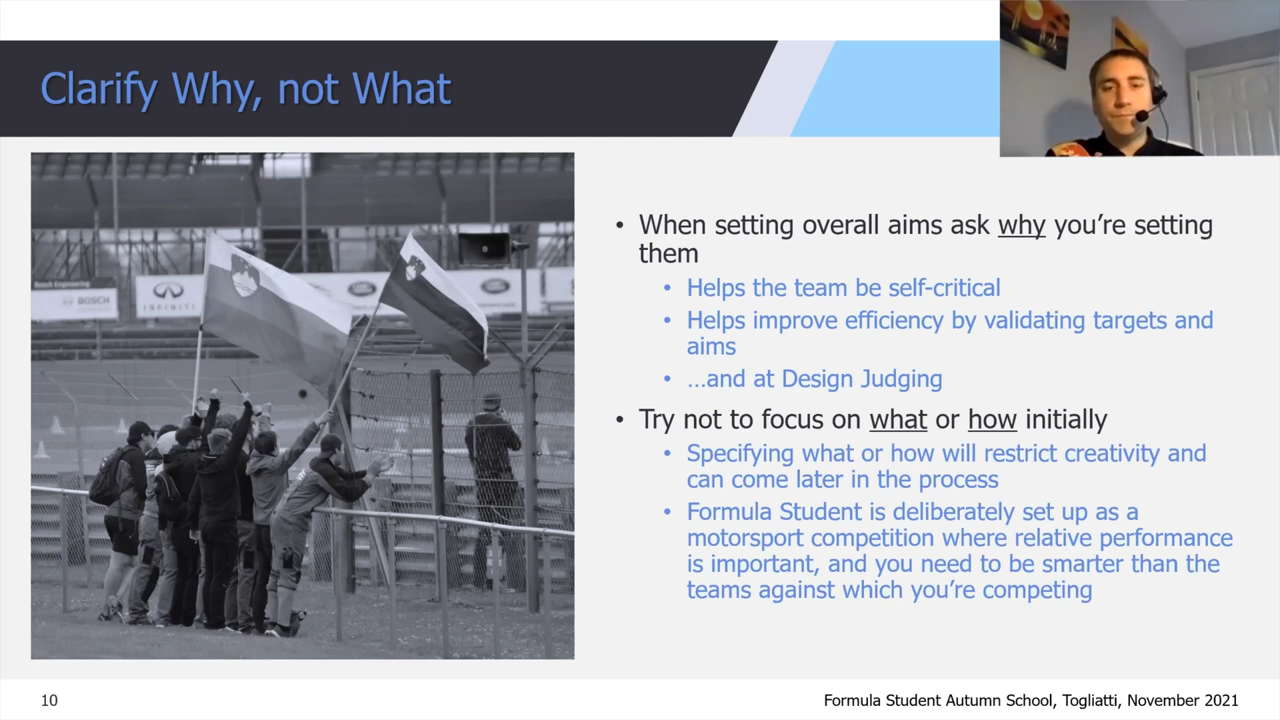 Clarify Why, not What
Bosch Engineering
BOSCH
INFINITI
• When setting overall aims ask why you’re setting
them
• Helps the team be self-critical
• Helps improve efficiency by validating targets and
aims
• …and at Design Judging
• Try not to focus on what or how initially
• Specifying what or how will restrict creativity and
can come later in the process
• Formula Student is deliberately set up as a
motorsport competition where relative performance
is important, and you need to be smarter than the
teams against which you’re competing
10
Formula Student Autumn School, Togliatti, November 2021